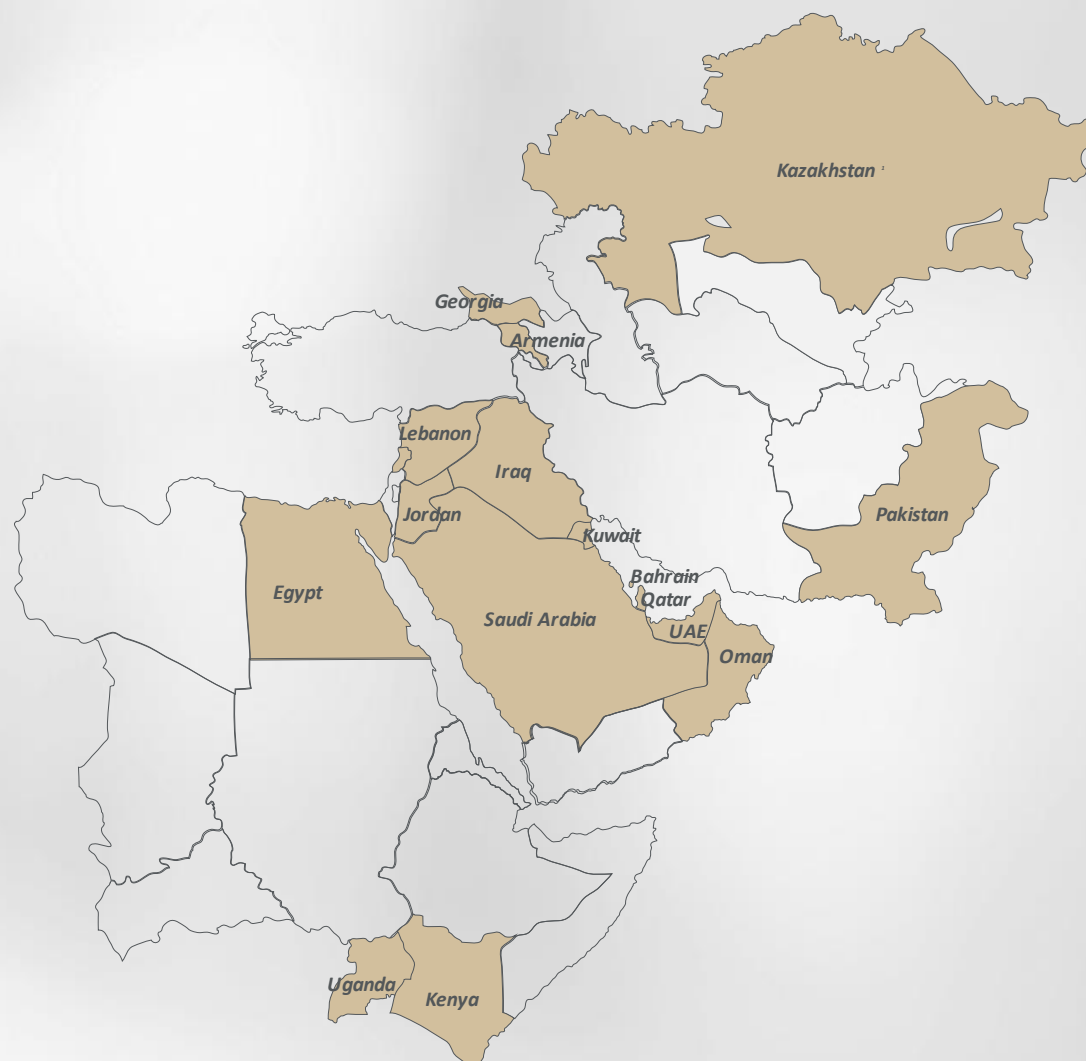 Kazakhstan
Georgia
Armenia
Lebanon
Iraq
Jordan
Pakistan
Kuwait
Bahrain
Qatar
Egypt
Saudi Arabia
UAE
Oman
Uganda
Kenya